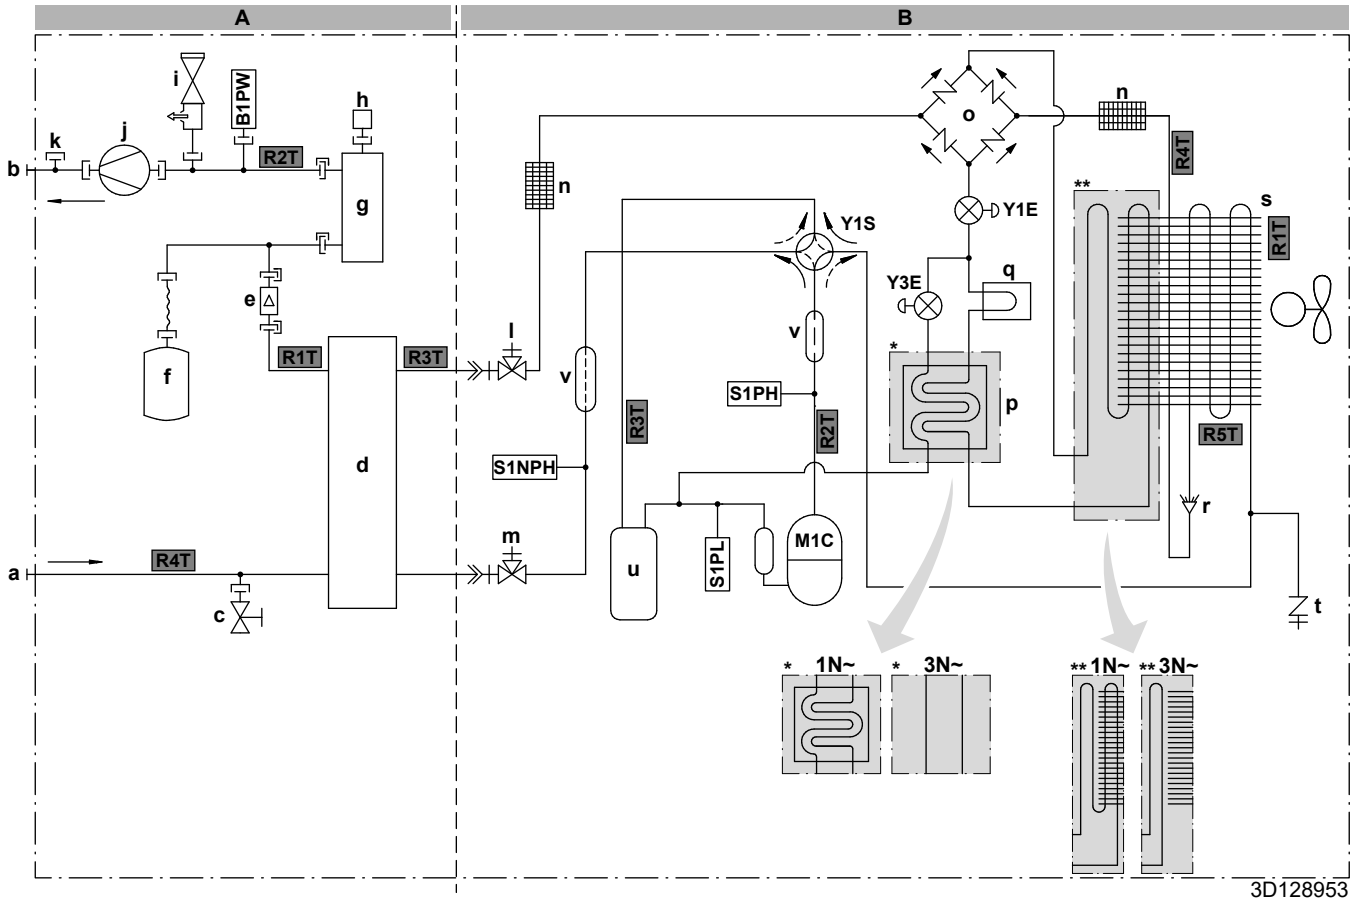 A
B
i
B1PW
h
k
j
R2T
b
g
e
f
R1T
R3T
d
a
R4T
c
n
l
v
S1NPH
m
R3T
u
S1PL
M1C
S1PH
R2T
v
Y1S
o
n
R4T
Y1E
Y3E
q
*
p
**
s
R1T
R5T
r
t
* 1N~
* 3N~
** 1N~
** 3N~
3D128953